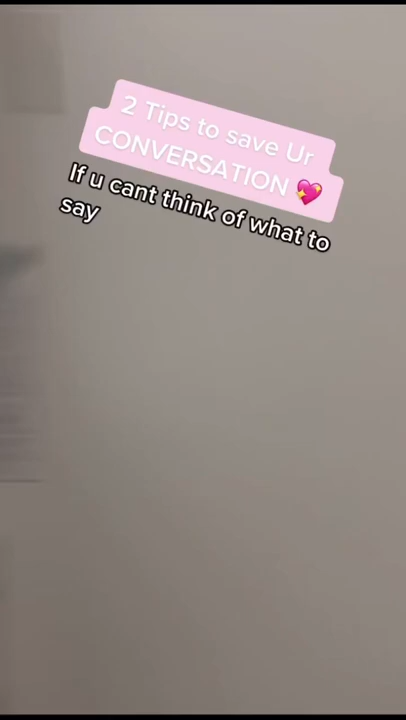 2 Tips to save Ur
CONVERSATION 💖
If u cant think of what to
say